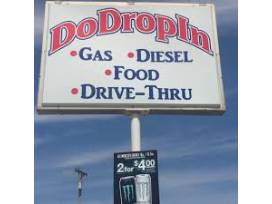 DoDropIn
•Gas •Diesel
•Food
•Drive-Thru
2 for $4.00